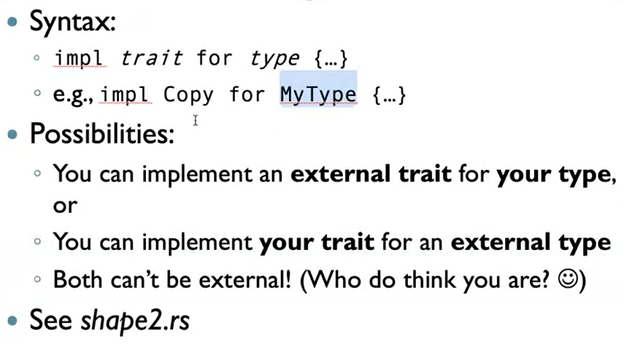 • Syntax:
◦ impl trait for type {…}
◦ e.g., impl Copy for MyType {…}
• Possibilities:
◦ You can implement an external trait for your type,
or
◦ You can implement your trait for an external type
◦ Both can’t be external! (Who do think you are? ☺)
• See shape2.rs